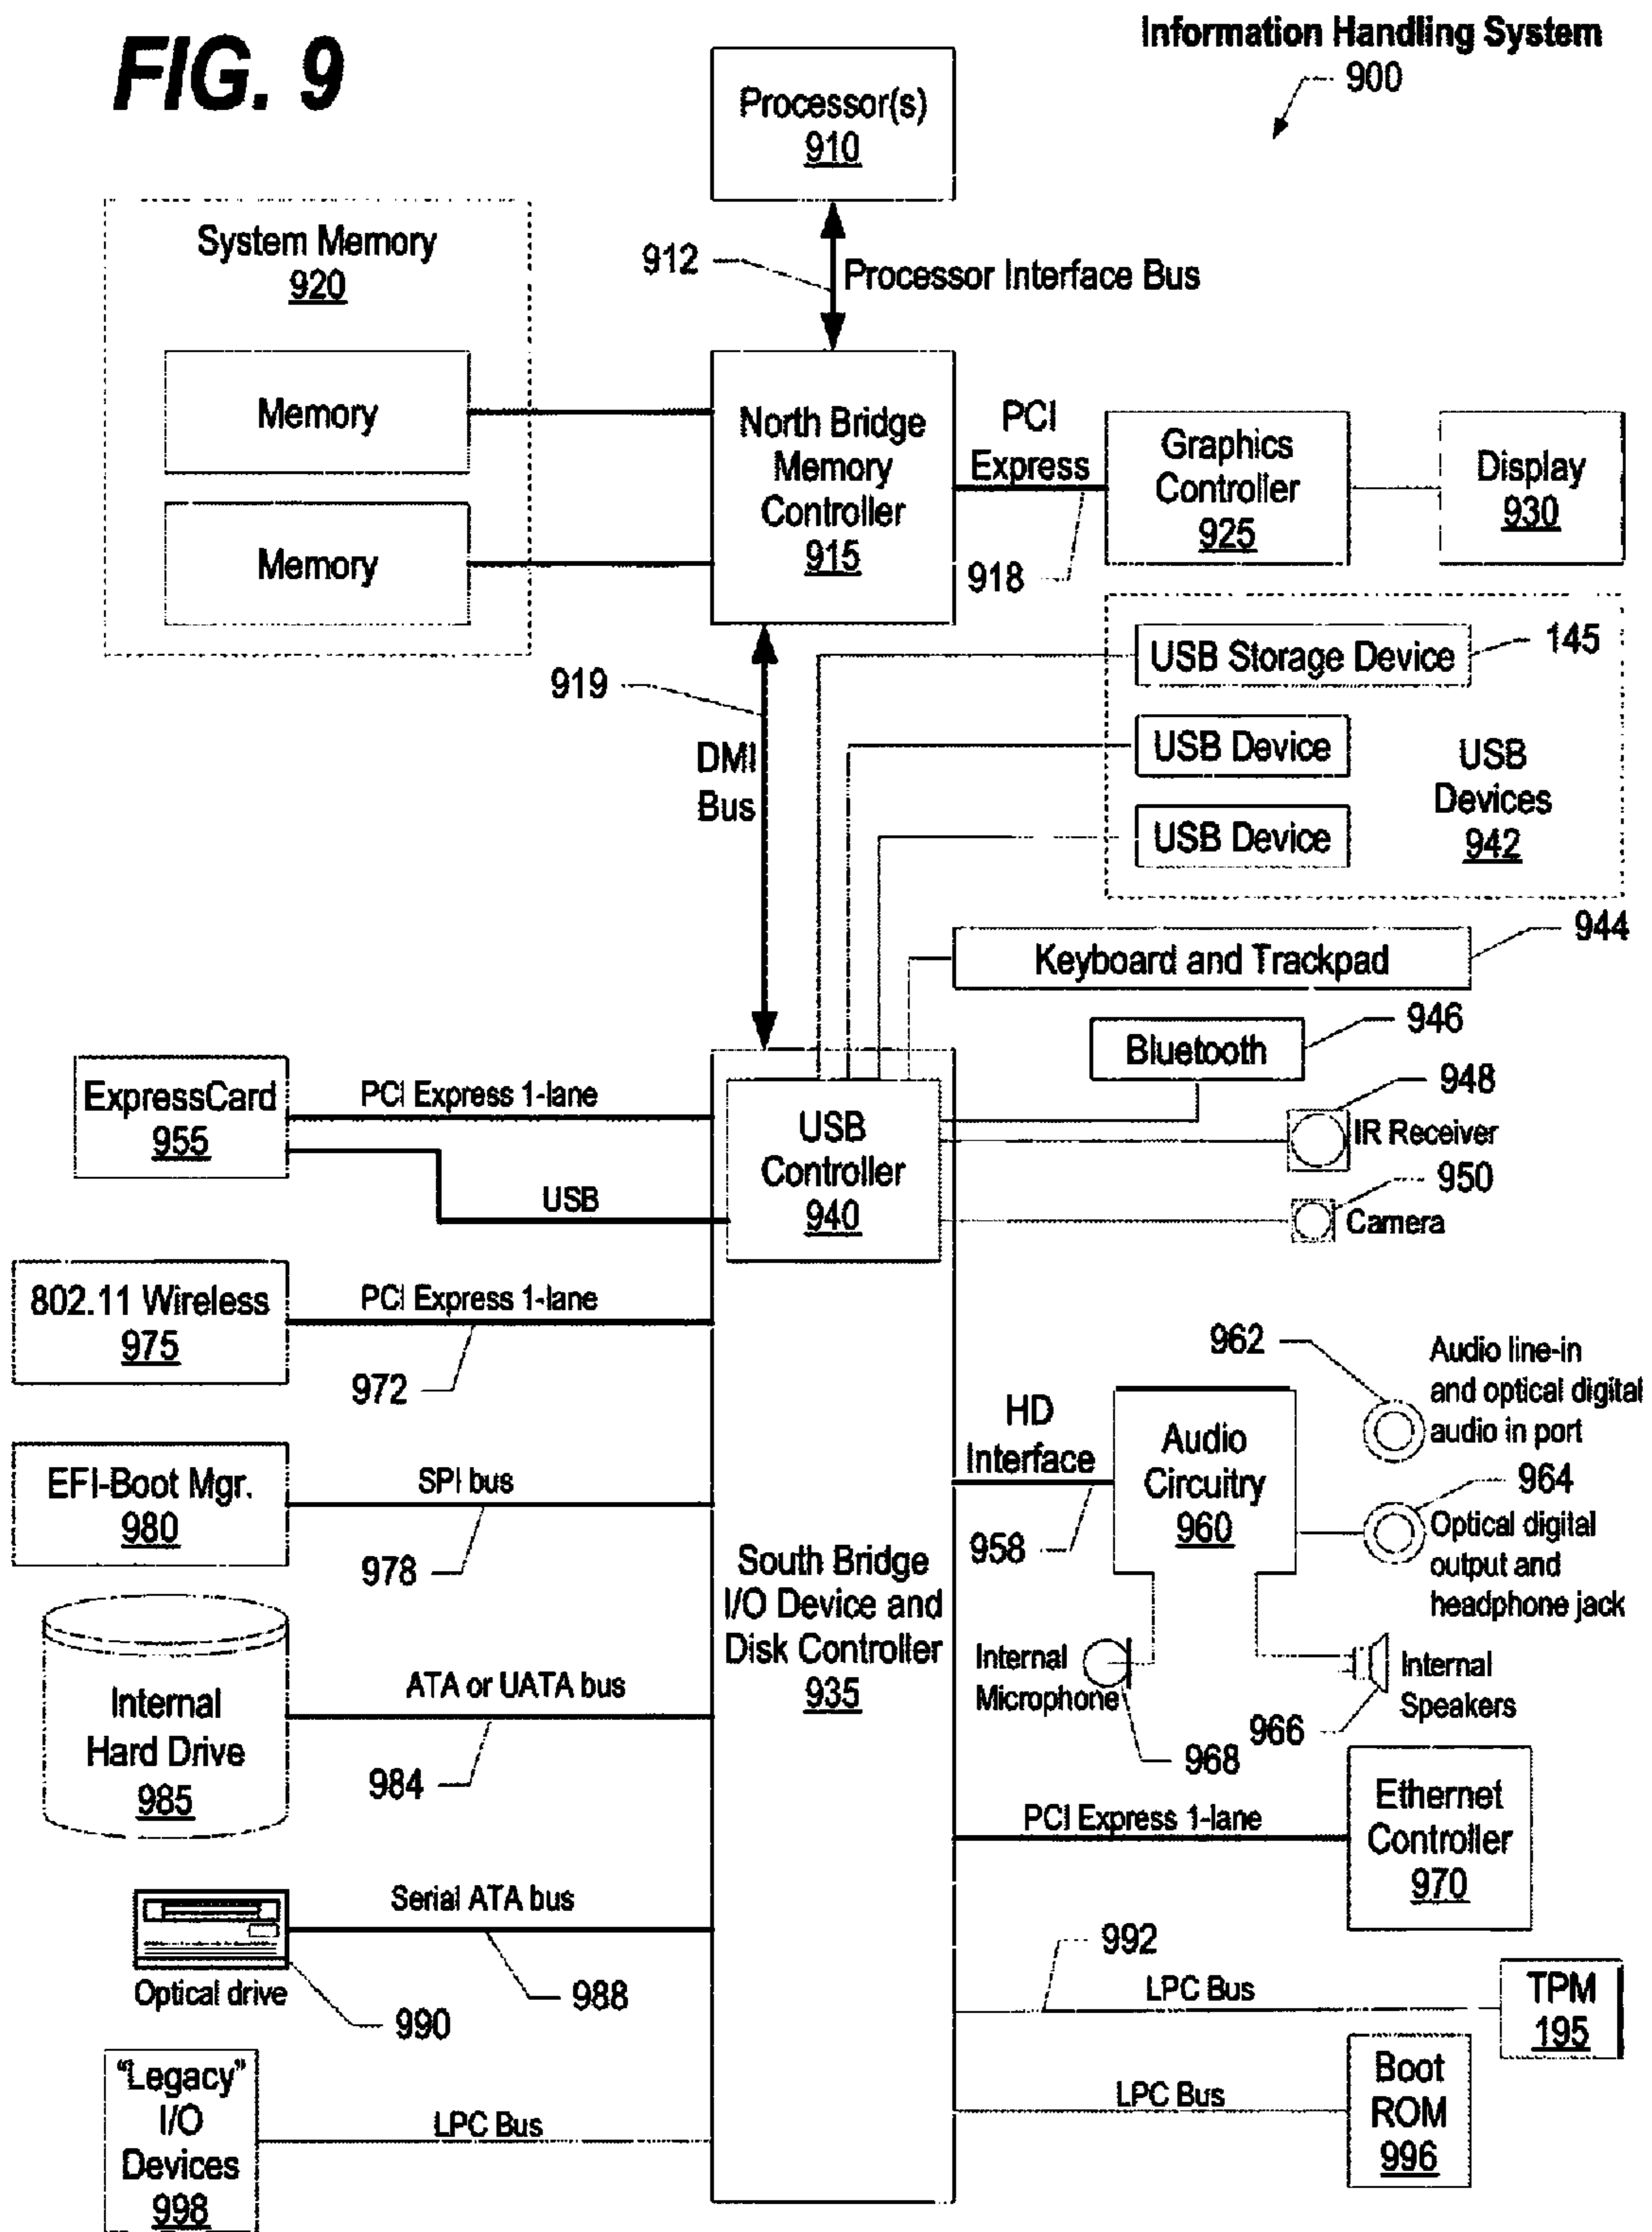 FIG. 9
Information Handling System
900
Processor(s)
910
System Memory
920
912
Processor Interface Bus
Memory
Memory
North Bridge
Memory
Controller
915
PCI
Express
918
Graphics
Controller
925
Display
930
919
DMI
Bus
USB Storage Device
145
USB Device
USB Device
USB
Devices
942
944
Keyboard and Trackpad
946
Bluetooth
948
IR Receiver
950
Camera
ExpressCard
955
PCI Express 1-lane
USB
USB
Controller
940
802.11 Wireless
975
PCI Express 1-lane
972
962
Audio line-in
and optical digital
audio in port
HD
Interface
958
Audio
Circuitry
960
964
Optical digital
output and
headphone jack
EFI-Boot Mgr.
980
SPI bus
978
South Bridge
I/O Device and
Disk Controller
935
Internal
Microphone
968
Internal
Speakers
966
Internal
Hard Drive
985
ATA or UATA bus
984
PCI Express 1-lane
Ethernet
Controller
970
Serial ATA bus
988
Optical drive
990
992
LPC Bus
TPM
195
"Legacy"
I/O
Devices
998
LPC Bus
LPC Bus
Boot
ROM
996